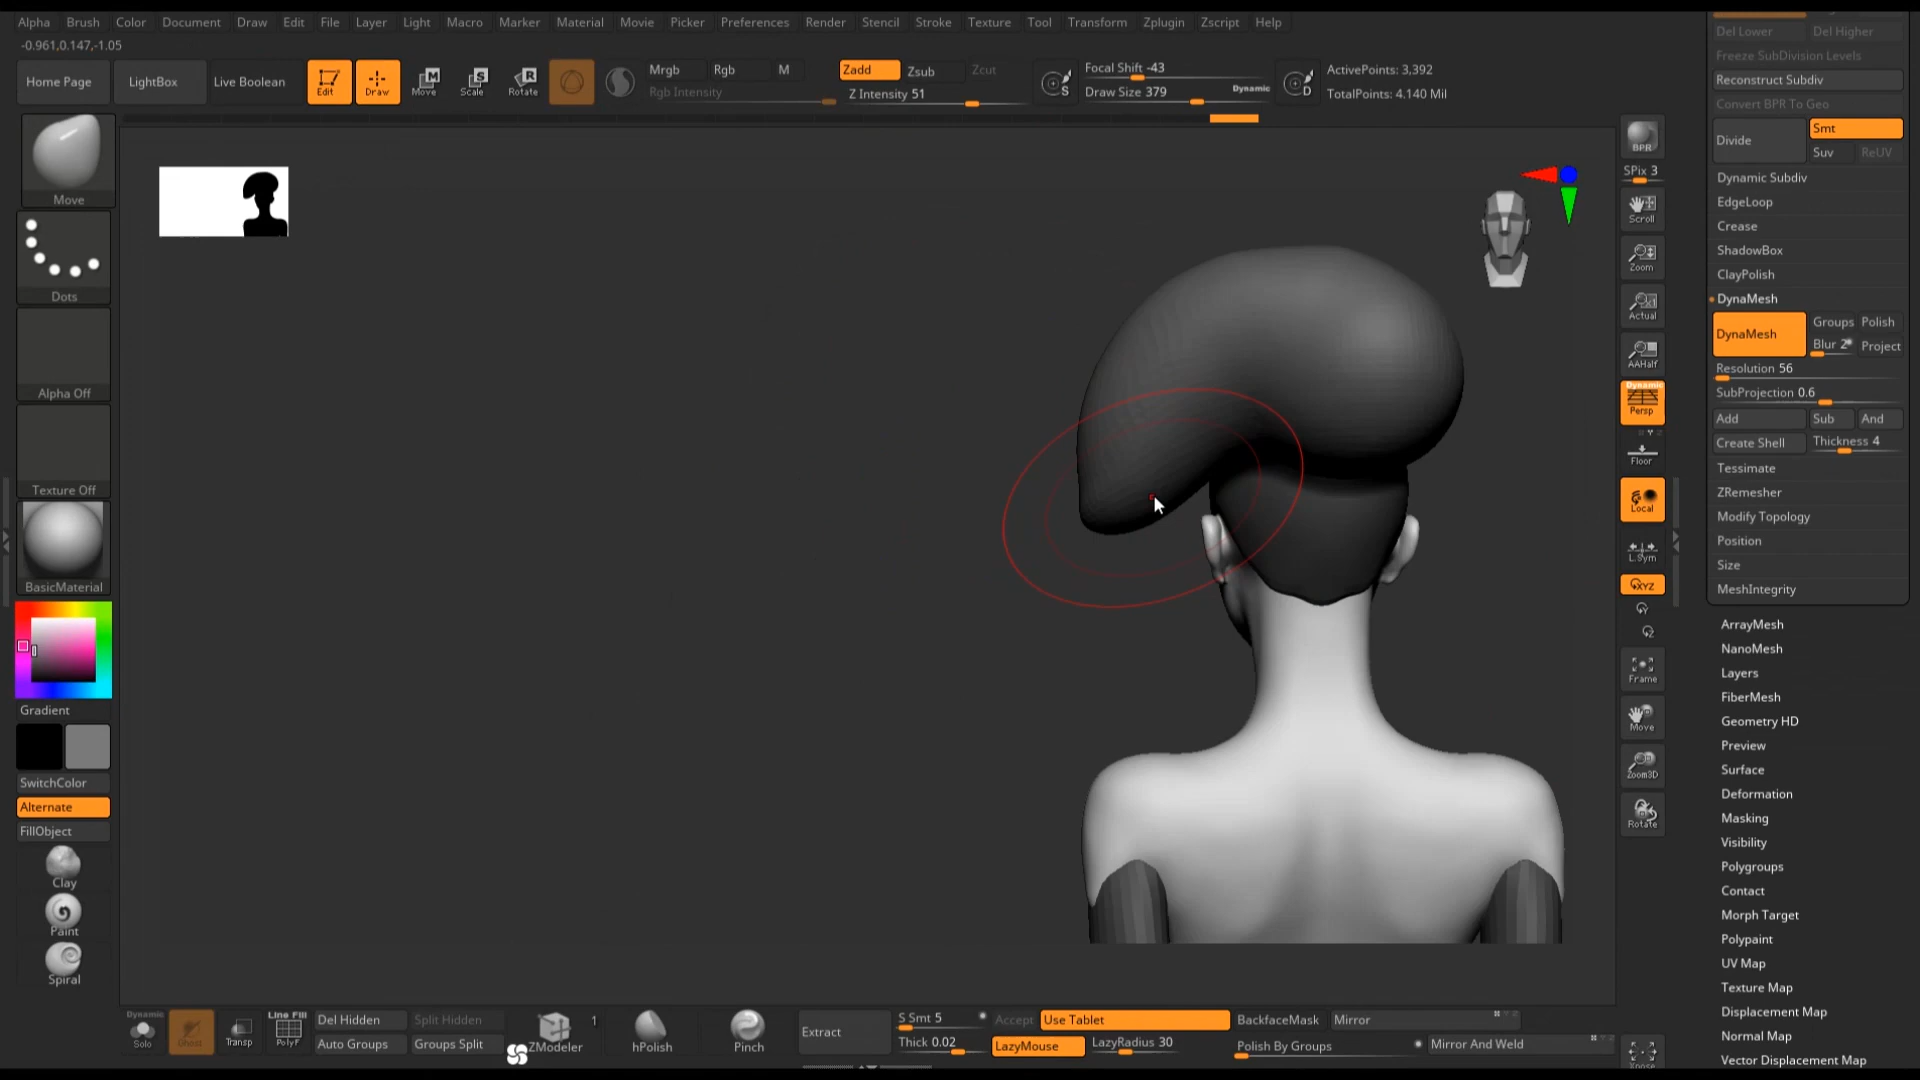 Alpha Brush Color Document Draw Edit File Layer Light Macro Marker Material Movie Picker Preferences Render Stencil Stroke Texture Tool Transform Zplugin Zscript Help
-0.961,0.147,-1.05
Home Page LightBox Live Boolean Edit Draw Move Scale Rotate
Mrgb Rgb M
Rgb Intensity
Zadd Zsub Zcut
Z Intensity 51
Focal Shift -43
Draw Size 379 Dynamic
ActivePoints: 3,392
TotalPoints: 4.140 Mil
Move
Dots
Alpha Off
Texture Off
BasicMaterial
Gradient
SwitchColor
Alternate
FillObject
Clay
Paint
Spiral
BPR
SPix 3
Scroll
Zoom
Actual
AAHalf
Dynamic
Persp
Floor
Local
L.Sym
XYZ
Frame
Move
Zoom3D
Rotate
Xpose
Del Lower Del Higher
Freeze SubDivision Levels
Reconstruct Subdiv
Convert BPR To Geo
Divide Smt
Suv ReUV
Dynamic Subdiv
EdgeLoop
Crease
ShadowBox
ClayPolish
DynaMesh
DynaMesh Groups Polish
Blur 2 Project
Resolution 56
SubProjection 0.6
Add Sub And
Create Shell Thickness 4
Tessimate
ZRemesher
Modify Topology
Position
Size
MeshIntegrity
ArrayMesh
NanoMesh
Layers
FiberMesh
Geometry HD
Preview
Surface
Deformation
Masking
Visibility
Polygroups
Contact
Morph Target
Polypaint
UV Map
Texture Map
Displacement Map
Normal Map
Vector Displacement Map
Dynamic
Solo
Ghost
Transp
Line Fill
PolyF
Del Hidden Split Hidden
Auto Groups Groups Split
1
ZModeler
hPolish
Pinch
Extract
S Smt 5 Accept
Thick 0.02
Use Tablet
LazyMouse LazyRadius 30
BackfaceMask Mirror
Polish By Groups Mirror And Weld